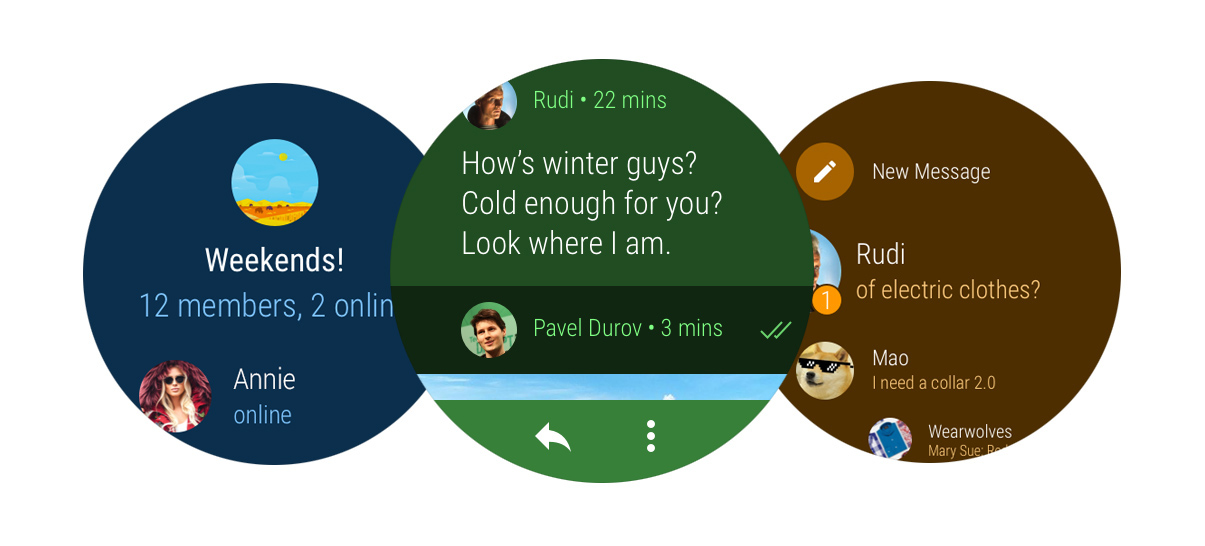 Weekends!
12 members, 2 onlin
Annie
online
Rudi • 22 mins
How's winter guys?
Cold enough for you?
Look where I am.
Pavel Durov • 3 mins
New Message
Rudi
of electric clothes?
1
Mao
I need a collar 2.0
Wearwolves
Mary Sue: